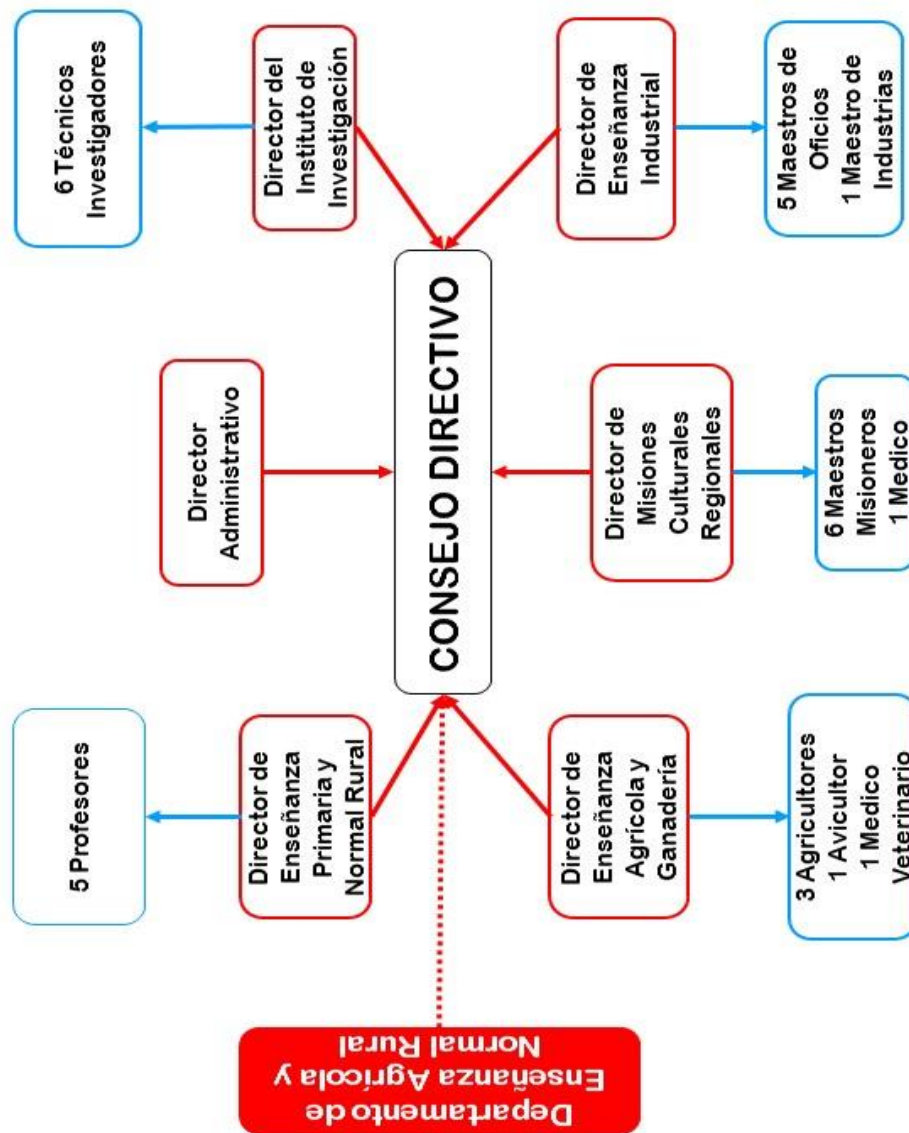 Departamento de
Enseñanza Agrícola y
Normal Rural
5 Profesores
Director de
Enseñanza
Primaria y
Normal Rural
Director
Administrativo
6 Técnicos
Investigadores
Director del
Instituto de
Investigación
CONSEJO DIRECTIVO
Director de
Enseñanza
Agrícola y
Ganadería
3 Agricultores
1 Avicultor
1 Medico
Veterinario
Director de
Misiones
Culturales
Regionales
6 Maestros
Misioneros
1 Medico
Director de
Enseñanza
Industrial
5 Maestros de
Oficios
1 Maestro de
Industrias